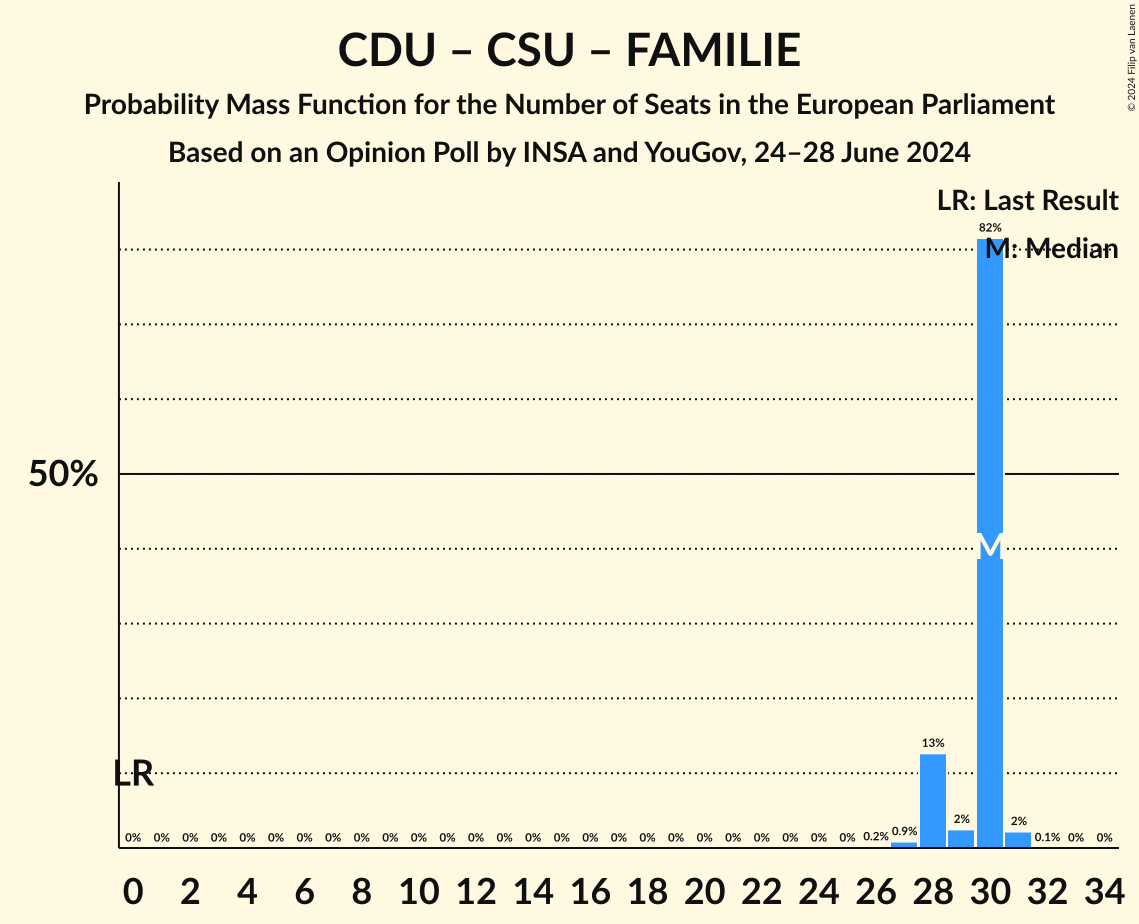 © 2024 Filip van Laenen
CDU – CSU – FAMILIE
Probability Mass Function for the Number of Seats in the European Parliament
Based on an Opinion Poll by INSA and YouGov, 24–28 June 2024
LR: Last Result
82%
M: Median
50%
M
13%
LR
2% 2%
0% 0% 0% 0% 0% 0% 0% 0% 0% 0% 0% 0% 0% 0% 0% 0% 0% 0% 0% 0% 0% 0% 0% 0% 0% 0% 0.2% 0.9% 0.1% 0% 0%
0 2 4 6 8 10 12 14 16 18 20 22 24 26 28 30 32 34